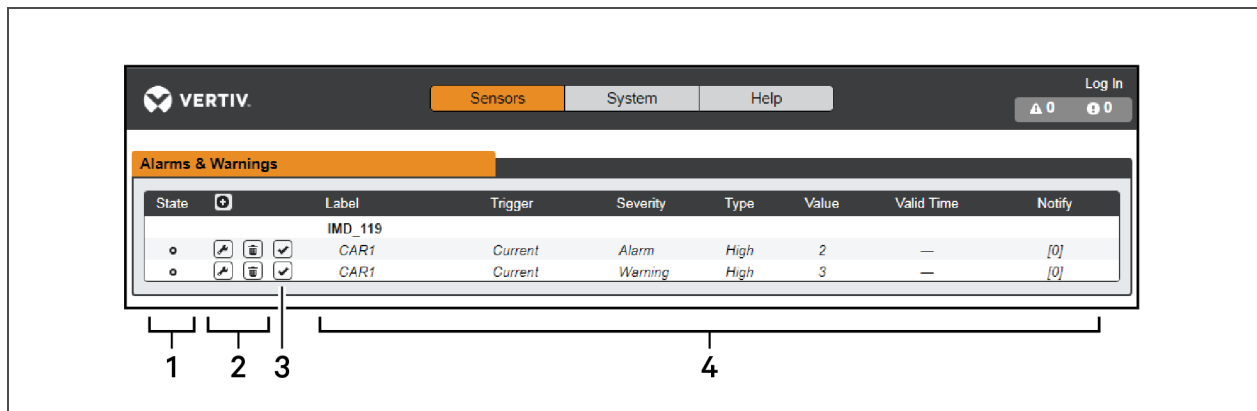 VERTIV.
Sensors System Help
Log In
0 0
Alarms & Warnings
State Label Trigger Severity Type Value Valid Time Notify
IMD_119
CAR1 Current Alarm High 2 — [0]
CAR1 Current Warning High 3 — [0]
1 2 3 4